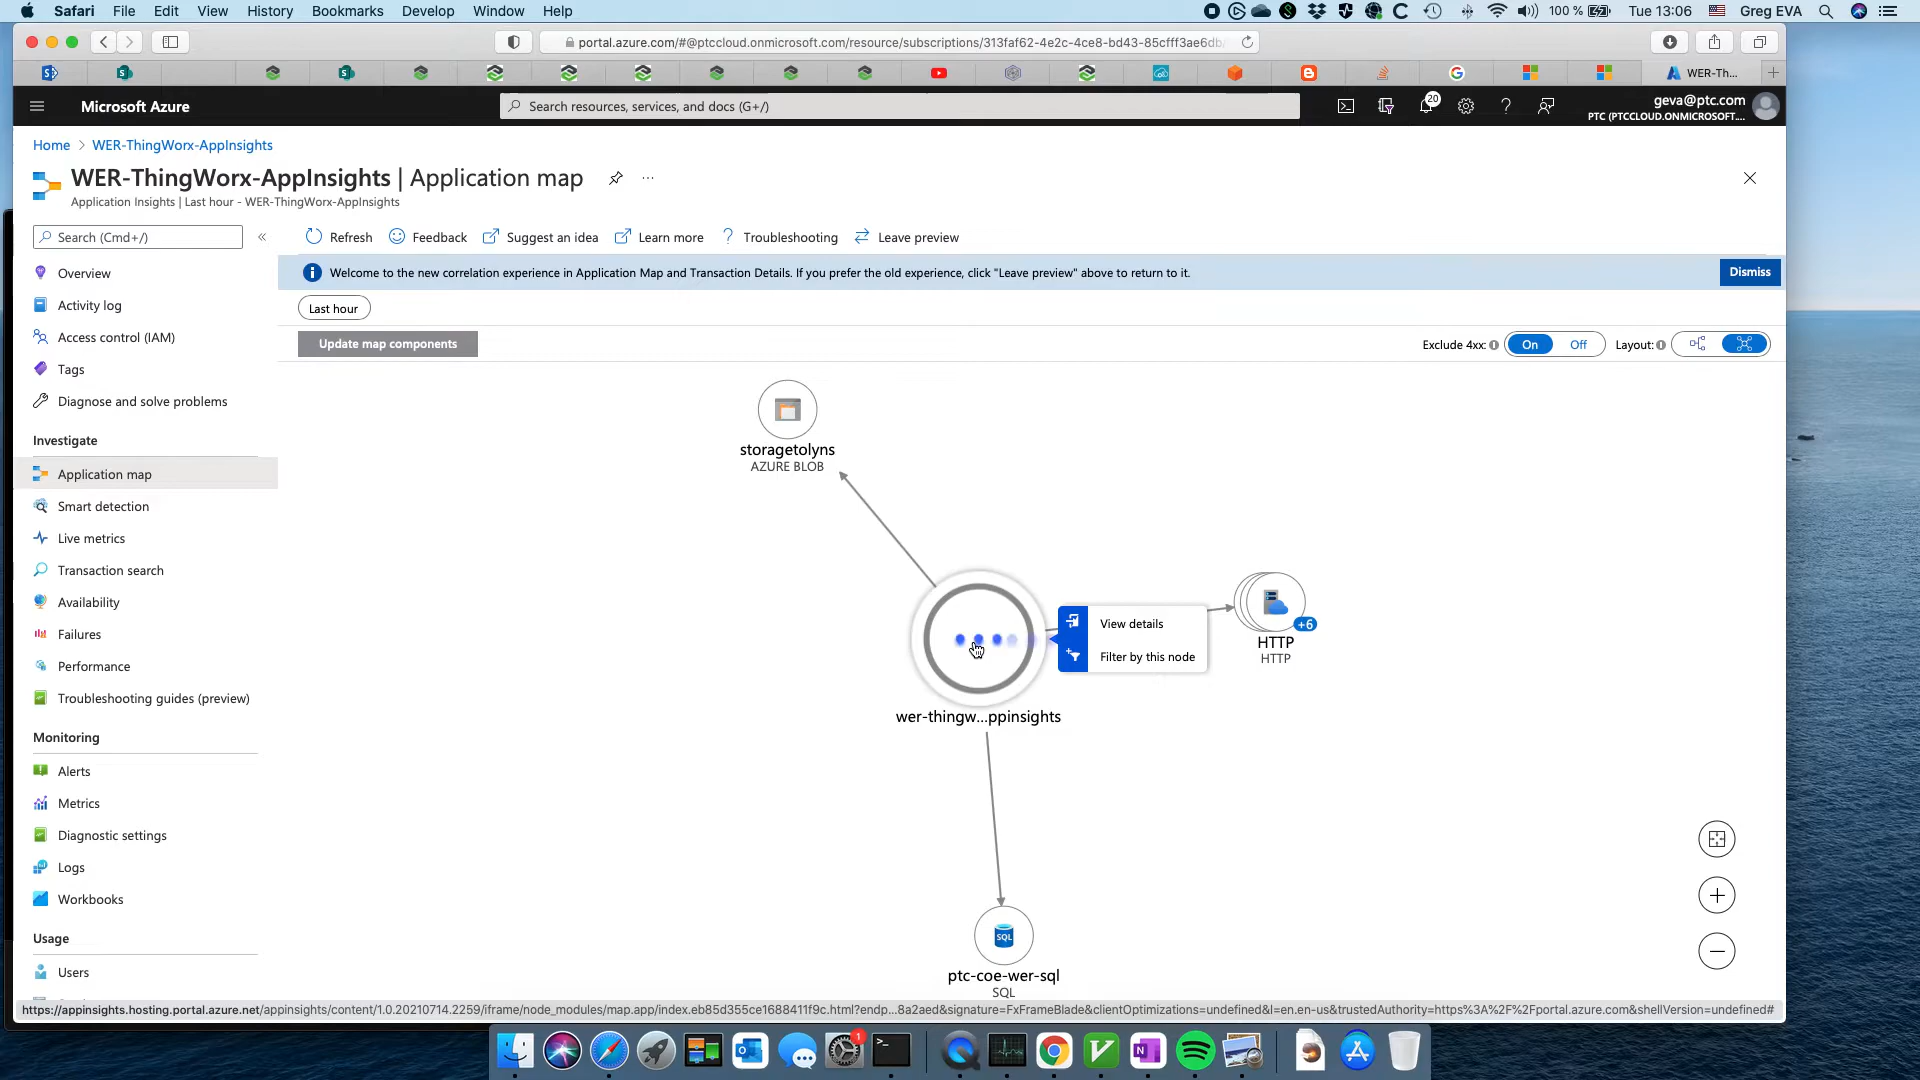 Safari File Edit View History Bookmarks Develop Window Help
100 % Tue 13:06 Greg EVA
portal.azure.com/#@ptccloud.onmicrosoft.com/resource/subscriptions/313faf62-4e2c-4ce8-bd43-85cfff3ae6db/
WER-Th...
Microsoft Azure
Search resources, services, and docs (G+/)
20
geva@ptc.com
PTC (PTCCLOUD.ONMICROSOFT....
Home > WER-ThingWorx-AppInsights
WER-ThingWorx-AppInsights | Application map
Application Insights | Last hour - WER-ThingWorx-AppInsights
Search (Cmd+/)
Refresh Feedback Suggest an idea Learn more Troubleshooting Leave preview
Welcome to the new correlation experience in Application Map and Transaction Details. If you prefer the old experience, click "Leave preview" above to return to it.
Dismiss
Last hour
Update map components
Exclude 4xx: On Off Layout:
Overview
Activity log
Access control (IAM)
Tags
Diagnose and solve problems
Investigate
Application map
Smart detection
Live metrics
Transaction search
Availability
Failures
Performance
Troubleshooting guides (preview)
Monitoring
Alerts
Metrics
Diagnostic settings
Logs
Workbooks
Usage
Users
storagetolyns
AZURE BLOB
View details
Filter by this node
+6
HTTP
HTTP
wer-thingw...ppinsights
SQL
ptc-coe-wer-sql
SQL
https://appinsights.hosting.portal.azure.net/appinsights/content/1.0.20210714.2259/iframe/node_modules/map.app/index.eb85d355ce1688411f9c.html?endp...8a2aed&signature=FxFrameBlade&clientOptimizations=undefined&l=en.en-us&trustedAuthority=https%3A%2F%2Fportal.azure.com&shellVersion=undefined#
1